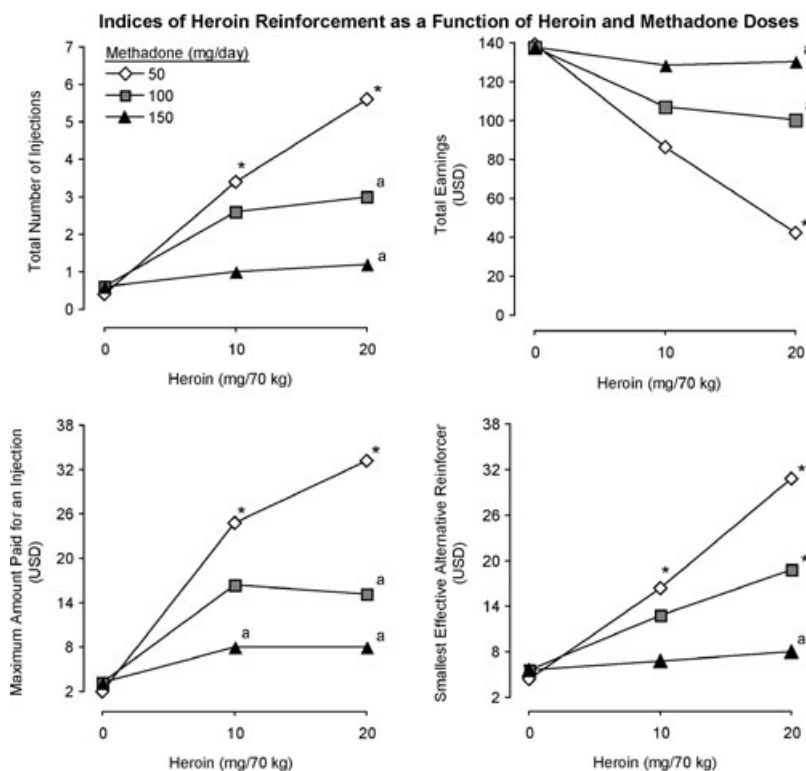 Indices of Heroin Reinforcement as a Function of Heroin and Methadone Doses
Total Number of Injections
7
6
5
4
3
2
1
0
Methadone (mg/day)
50
100
150
*
*
a
a
0
10
20
Heroin (mg/70 kg)
Total Earnings
(USD)
140
120
100
80
60
40
20
0
a
a
*
0
10
20
Heroin (mg/70 kg)
Maximum Amount Paid for an Injection
(USD)
38
32
26
20
14
8
2
*
*
a
a
a
0
10
20
Heroin (mg/70 kg)
Smallest Effective Alternative Reinforcer
(USD)
38
32
26
20
14
8
2
*
*
*
a
0
10
20
Heroin (mg/70 kg)